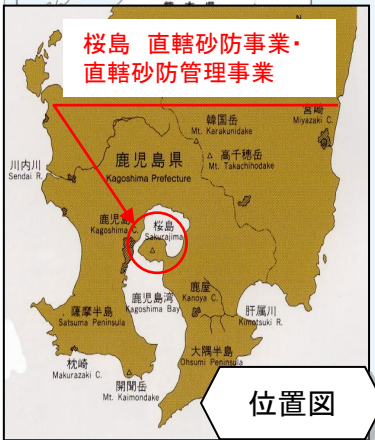 桜島 直轄砂防事業・
直轄砂防管理事業
宮崎
Miyazaki C.
韓国岳
Mt. Karakunidake
高千穂岳
Mt. Takachihodake
川内川
Sendai R.
鹿児島県
Kagoshima Prefecture
鹿児島
Kagoshima C.
桜島
Sakurajima
鹿児島湾
Kagoshima Bay
鹿屋
Kanoya C.
肝属川
Kimotsuki R.
薩摩半島
Satsuma Peninsula
大隅半島
Ohsumi Peninsula
枕崎
Makurazaki C.
開聞岳
Mt. Kaimondake
位置図